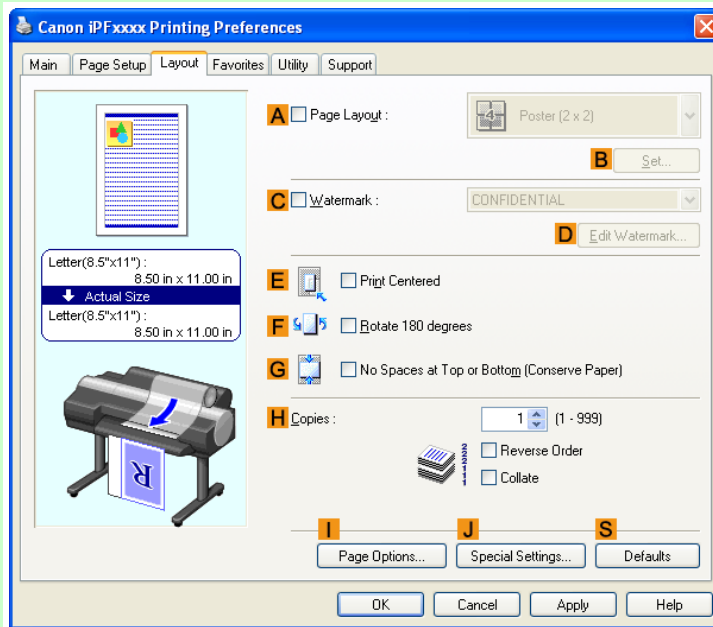 Canon iPFxxxx Printing Preferences
Main Page Setup Layout Favorites Utility Support
A Page Layout : 4 Poster (2 x 2)
B Set...
C Watermark : CONFIDENTIAL
D Edit Watermark...
Letter(8.5"x11") :
8.50 in x 11.00 in
Actual Size
Letter(8.5"x11") :
8.50 in x 11.00 in
E Print Centered
F Rotate 180 degrees
G No Spaces at Top or Bottom (Conserve Paper)
H Copies : 1 (1 - 999)
222111 Reverse Order
Collate
R
I J S
Page Options... Special Settings... Defaults
OK Cancel Apply Help